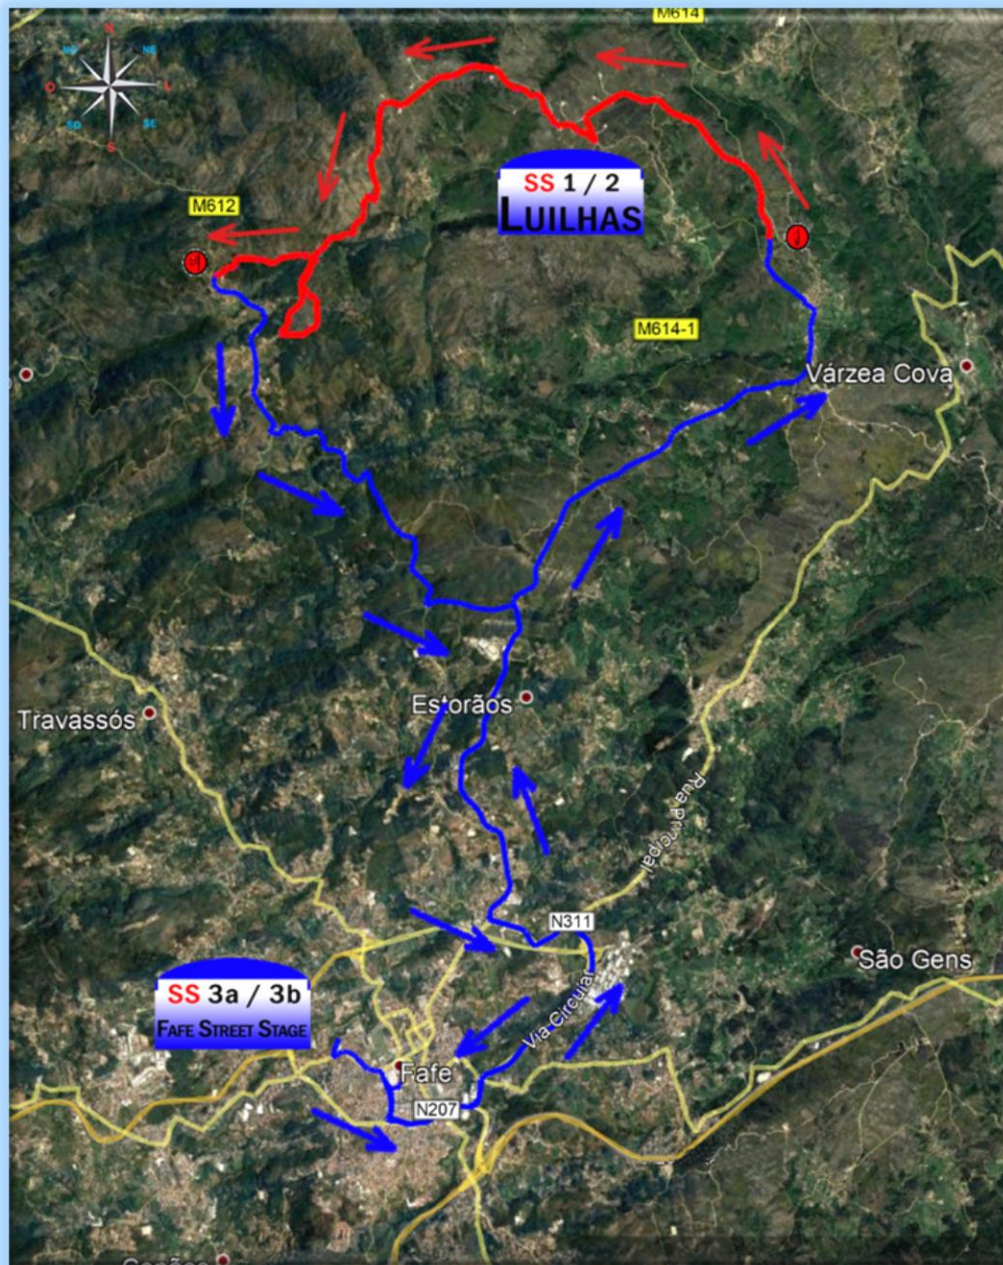 M614
N
NO
NE
O
L
SO
SE
S
SS 1 / 2
LUILHAS
M612
M614-1
Várzea Cova
Estorãos
Travassós
Rua Principal
N311
São Gens
Via Circular
SS 3a / 3b
FAFE STREET STAGE
Fafe
N207